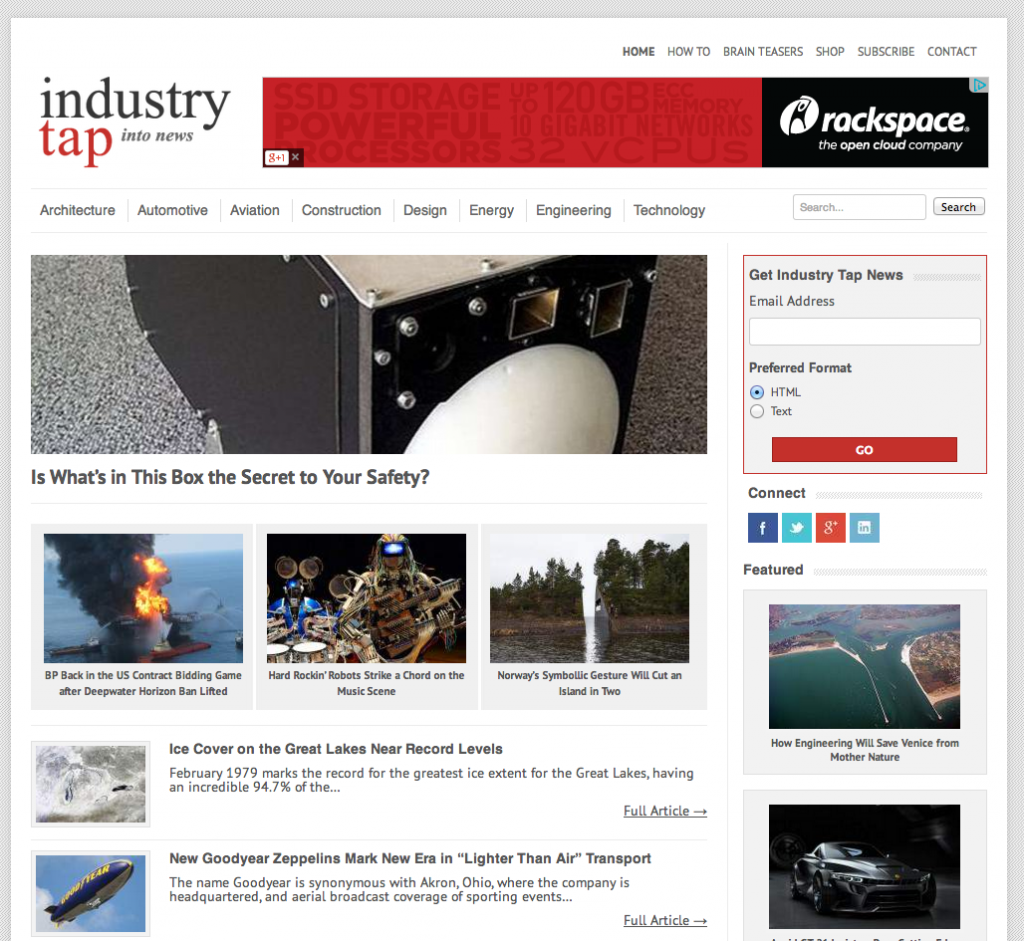 HOME HOW TO BRAIN TEASERS SHOP SUBSCRIBE CONTACT
industry
tap into news
SSD STORAGE UP TO 120GB ECC MEMORY
POWERFUL GIGABIT NETWORKS
PROCESSORS 32 vCPUS
g+1
rackspace®
the open cloud company
Architecture Automotive Aviation Construction Design Energy Engineering Technology
Search...
Search
Is What's in This Box the Secret to Your Safety?
BP Back in the US Contract Bidding Game
after Deepwater Horizon Ban Lifted
Hard Rockin' Robots Strike a Chord on the
Music Scene
Norway's Symbollic Gesture Will Cut an
Island in Two
Ice Cover on the Great Lakes Near Record Levels
February 1979 marks the record for the greatest ice extent for the Great Lakes, having
an incredible 94.7% of the...
Full Article →
GOODYEAR
New Goodyear Zeppelins Mark New Era in “Lighter Than Air” Transport
The name Goodyear is synonymous with Akron, Ohio, where the company is
headquartered, and aerial broadcast coverage of sporting events...
Full Article →
Get Industry Tap News
Email Address
Preferred Format
HTML
Text
GO
Connect
Featured
How Engineering Will Save Venice from
Mother Nature